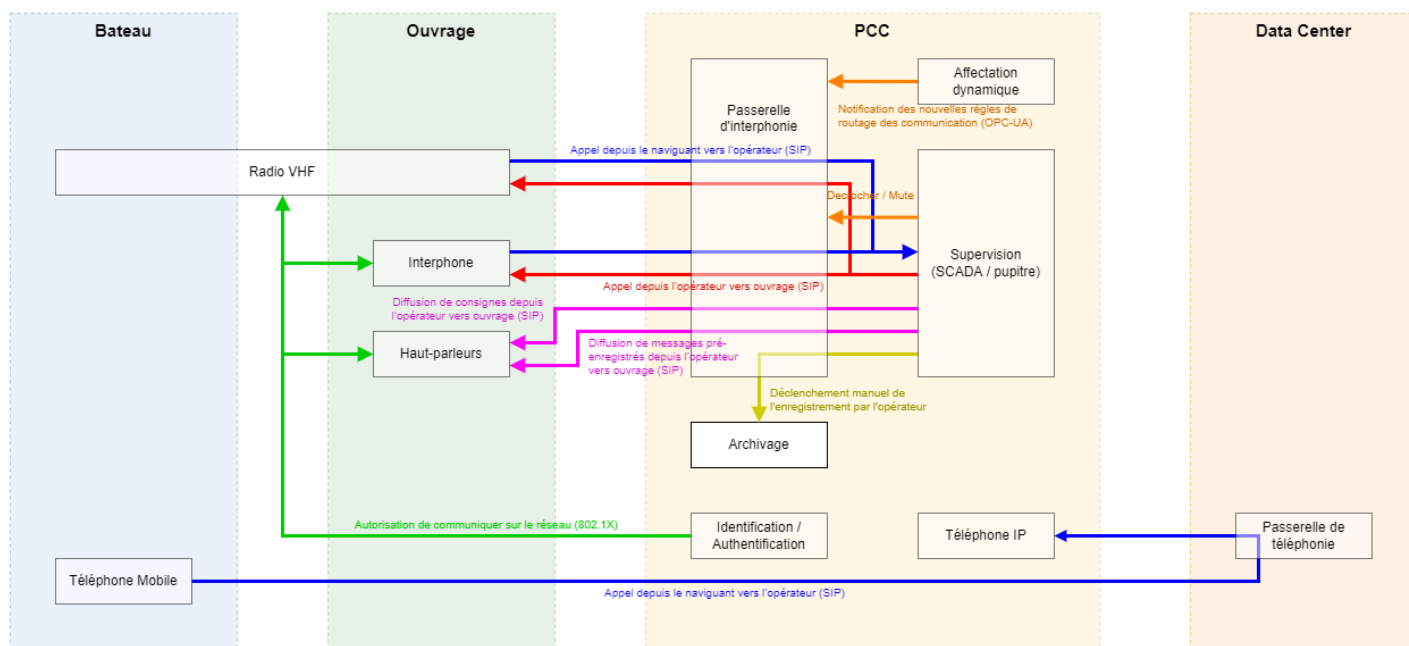 Bateau
Ouvrage
PCC
Data Center
Affectation
dynamique
Passerelle
d'interphonie
Notification des nouvelles règles de
routage des communication (OPC-UA)
Appel depuis le naviguant vers l'opérateur (SIP)
Radio VHF
Décrocher / Mute
Interphone
Supervision
(SCADA / pupitre)
Appel depuis l'opérateur vers ouvrage (SIP)
Diffusion de consignes depuis
l'opérateur vers ouvrage (SIP)
Haut-parleurs
Diffusion de messages pré-
enregistrés depuis l'opérateur
vers ouvrage (SIP)
Déclenchement manuel de
l'enregistrement par l'opérateur
Archivage
Autorisation de communiquer sur le réseau (802.1X)
Identification /
Authentification
Téléphone IP
Passerelle de
téléphonie
Téléphone Mobile
Appel depuis le naviguant vers l'opérateur (SIP)